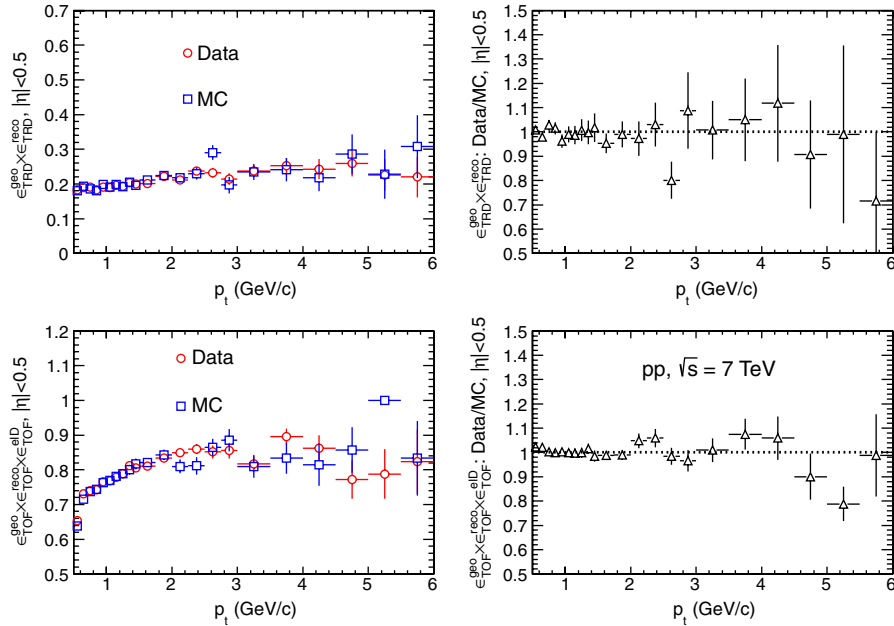 ϵ^geo_TRD×ϵ^reco_TRD, |η|<0.5
0.8
0.7
0.6
0.5
0.4
0.3
0.2
0.1
0
Data
MC
1 2 3 4 5 6
p_t (GeV/c)
ϵ^geo_TRD×ϵ^reco_TRD: Data/MC, |η|<0.5
1.5
1.4
1.3
1.2
1.1
1
0.9
0.8
0.7
0.6
0.5
1 2 3 4 5 6
p_t (GeV/c)
ϵ^geo_TOF×ϵ^reco_TOF×ϵ^eID_TOF, |η|<0.5
1.2
1.1
1
0.9
0.8
0.7
0.6
0.5
Data
MC
1 2 3 4 5 6
p_t (GeV/c)
ϵ^geo_TOF×ϵ^reco_TOF×ϵ^eID_TOF: Data/MC, |η|<0.5
1.5
1.4
1.3
1.2
1.1
1
0.9
0.8
0.7
0.6
0.5
pp, √s = 7 TeV
1 2 3 4 5 6
p_t (GeV/c)